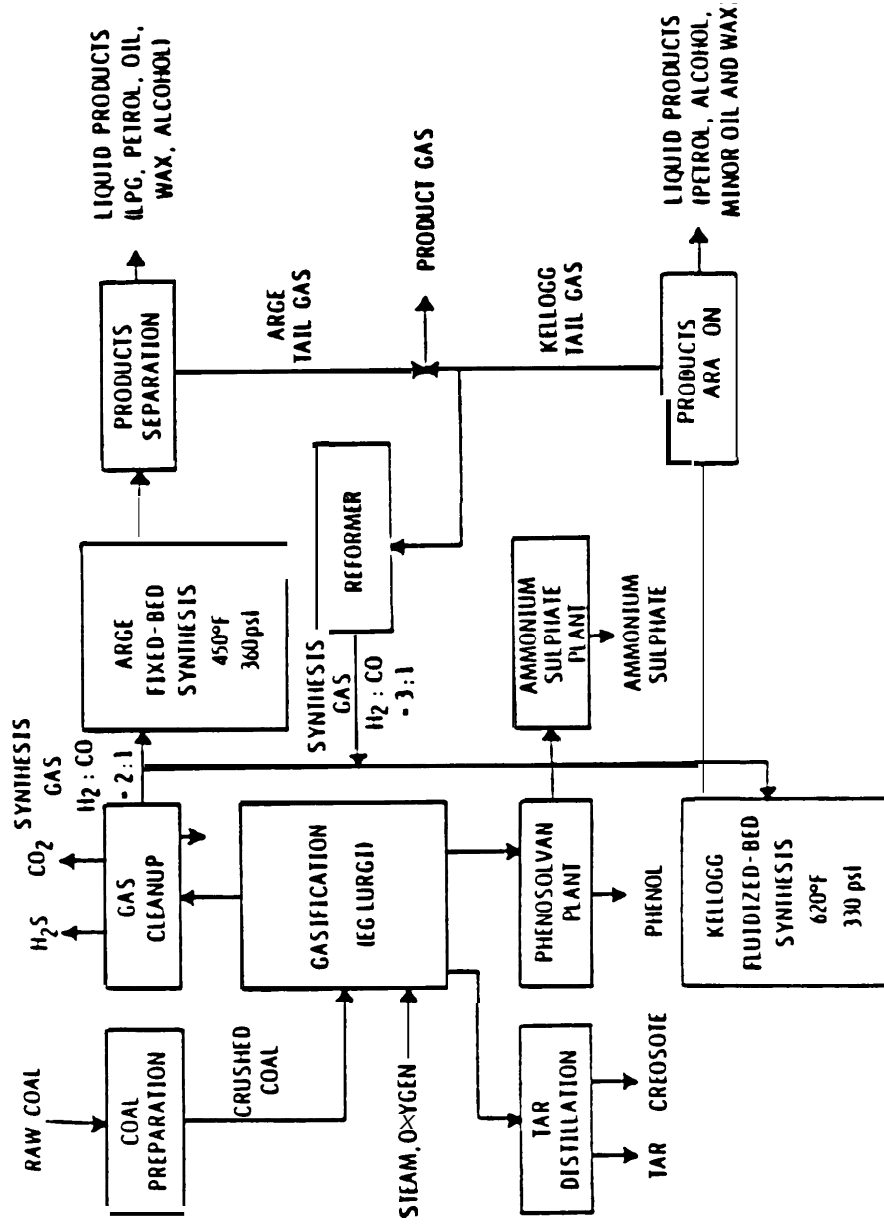 RAW COAL
COAL
PREPARATION
CRUSHED
COAL
STEAM, OXYGEN
TAR
DISTILLATION
TAR
CREOSOTE
H2S
CO2
GAS
CLEANUP
GASIFICATION
(EG LURGI)
PHENOSOLVAN
PLANT
PHENOL
KELLOGG
FLUIDIZED-BED
SYNTHESIS
620°F
330 psi
SYNTHESIS
GAS
H2 : CO
- 2 : 1
ARGE
FIXED-BED
SYNTHESIS
450°F
360psi
SYNTHESIS
GAS
H2 : CO
- 3 : 1
REFORMER
AMMONIUM
SULPHATE
PLANT
AMMONIUM
SULPHATE
PRODUCTS
SEPARATION
ARGE
TAIL GAS
PRODUCT GAS
KELLOGG
TAIL GAS
PRODUCTS
ARA ON
LIQUID PRODUCTS
(LPG, PETROL, OIL,
WAX, ALCOHOL)
LIQUID PRODUCTS
(PETROL, ALCOHOL,
MINOR OIL AND WAX